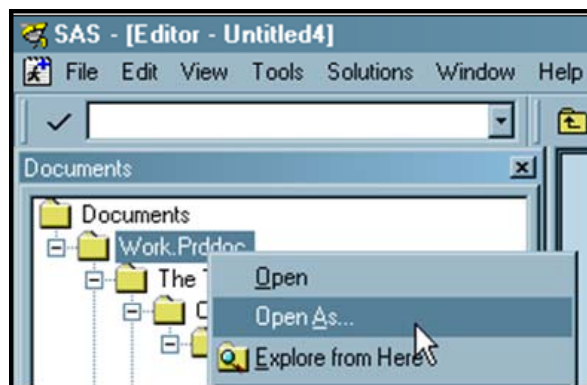 SAS - [Editor - Untitled4]
File Edit View Tools Solutions Window Help
Documents
Documents
Work.Prddoc
The
Open
Open As...
Explore from Here